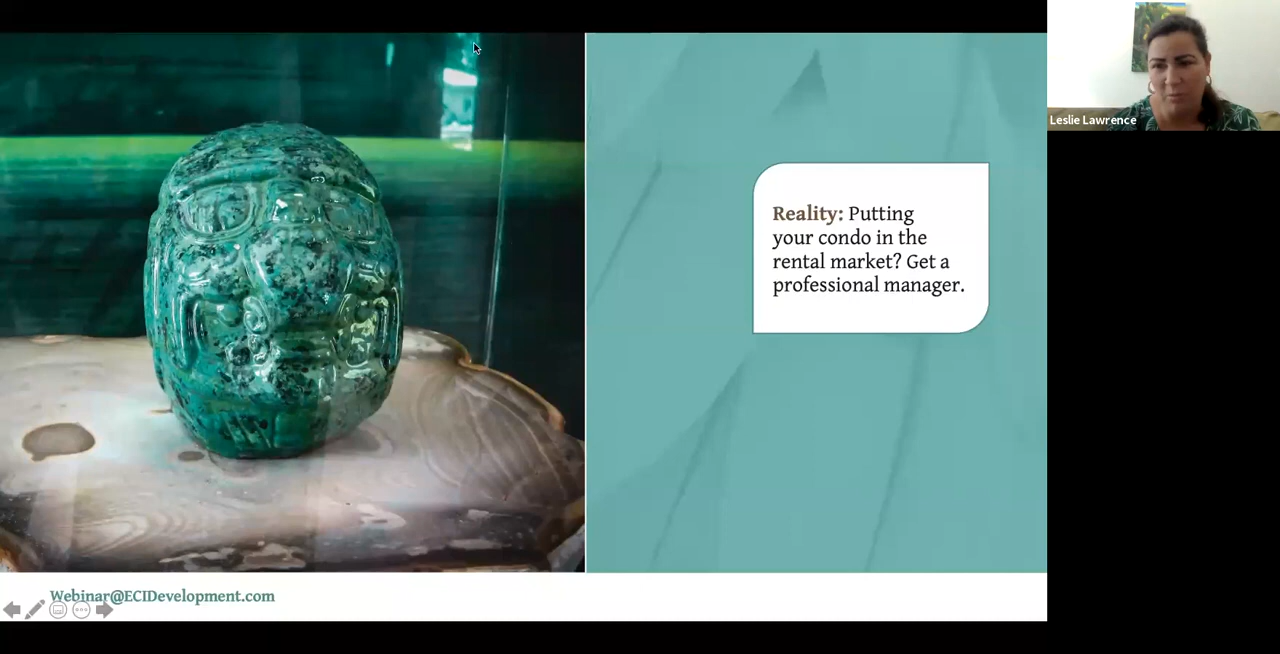 Leslie Lawrence
Reality: Putting
your condo in the
rental market? Get a
professional manager.
Webinar@ECIDevelopment.com